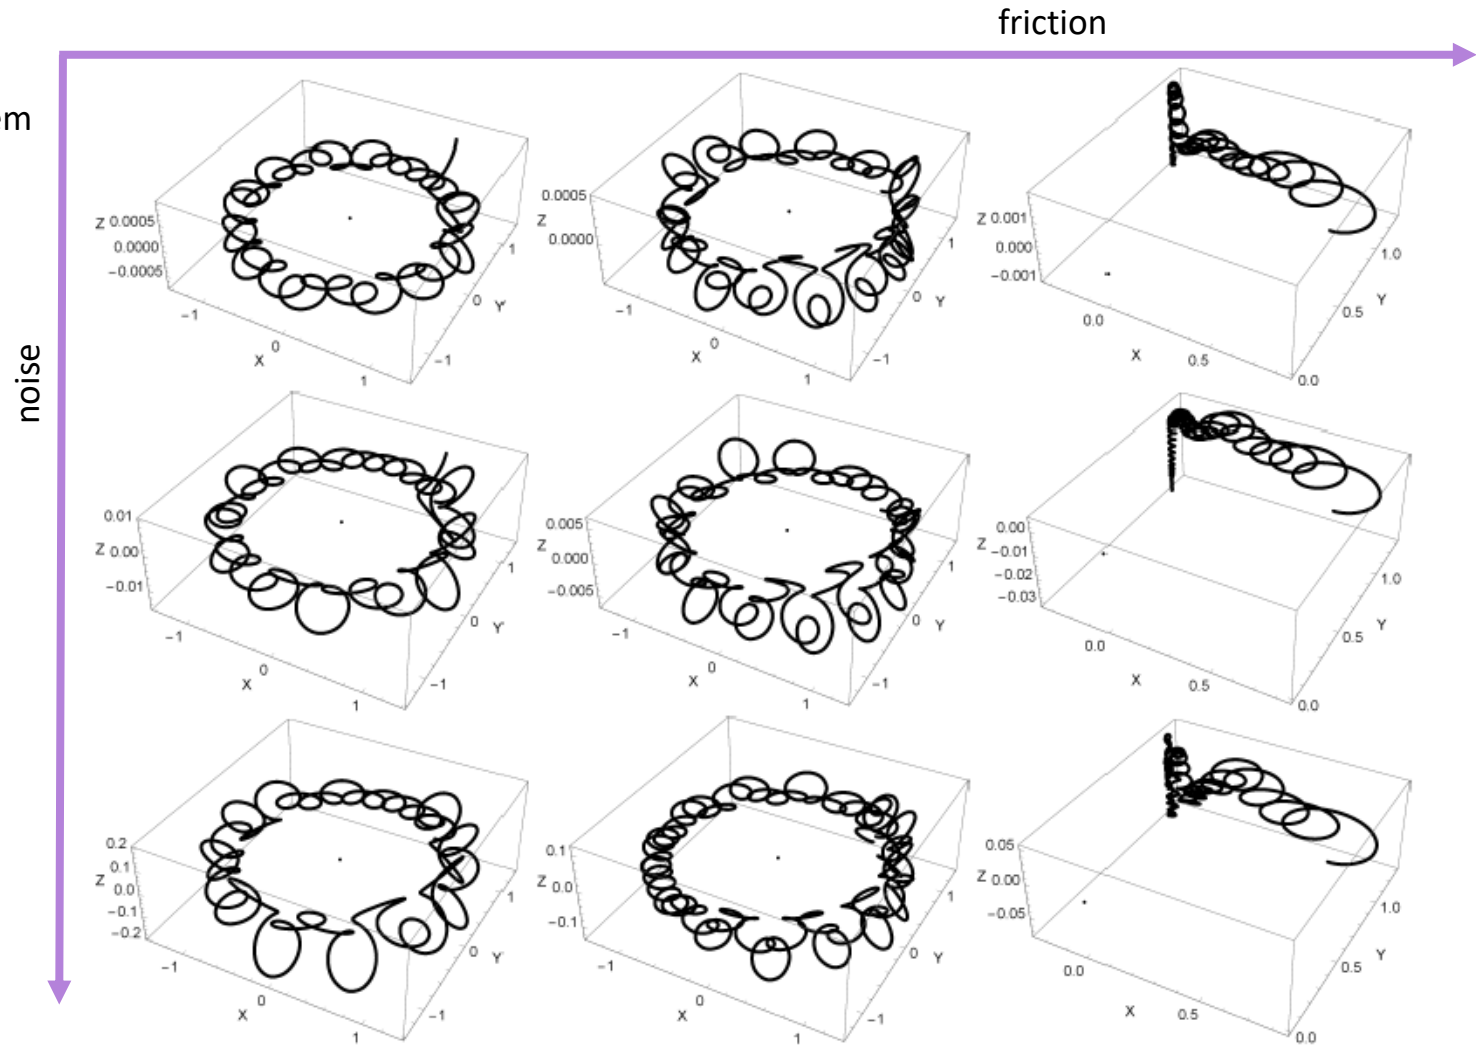 friction
em
noise
Z 0.0005
0.0000
−0.0005
−1
X 0
1
−1
0 Y
1
0.0005
Z
0.0000
−1
X 0
1
−1
0 Y
1
Z 0.001
0.000
−0.001
0.0
X
0.5
0.0
0.5 Y
1.0
0.01
Z 0.00
−0.01
−1
X 0
1
−1
0 Y
1
0.005
Z 0.000
−0.005
−1
X 0
1
−1
0 Y
1
0.00
Z −0.01
−0.02
−0.03
0.0
X
0.5
0.0
0.5 Y
1.0
0.2
0.1
Z 0.0
−0.1
−0.2
−1
X 0
1
−1
0 Y
1
0.1
Z 0.0
−0.1
−1
X 0
1
−1
0 Y
1
0.05
Z 0.00
−0.05
0.0
X 0.5
0.0
0.5 Y
1.0